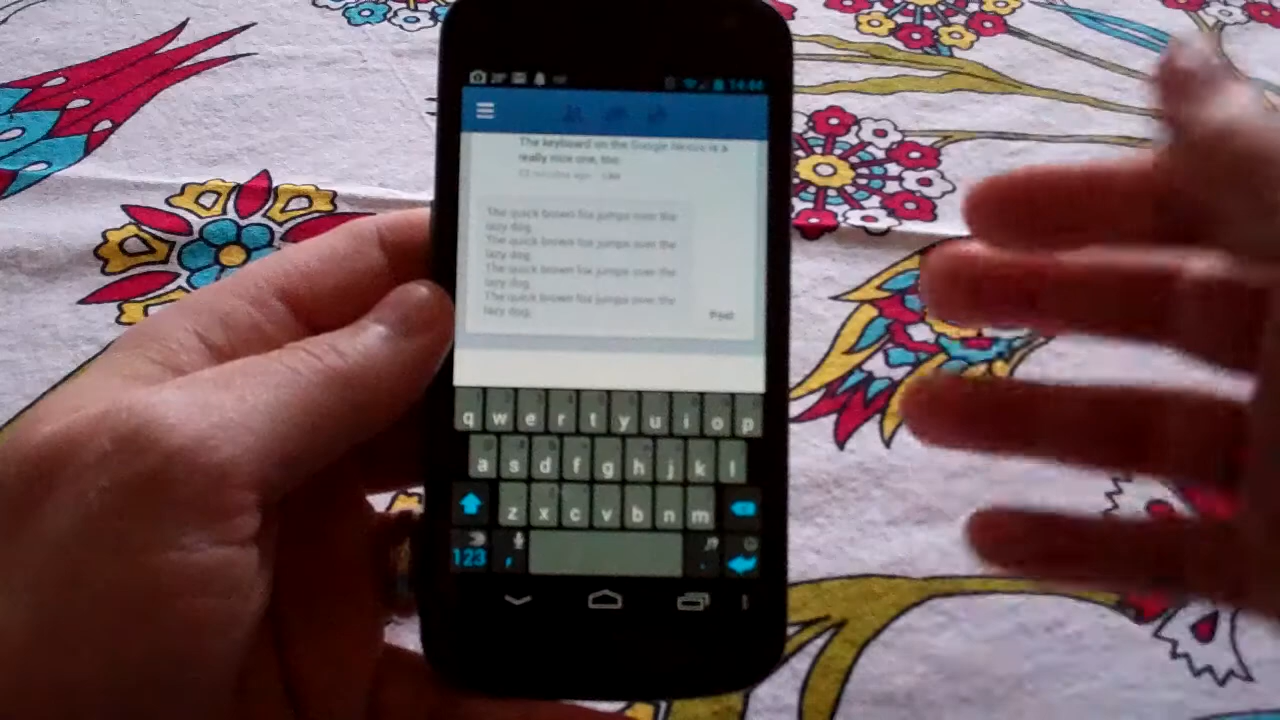 14:44
The keyboard on the Google Nexus is a
really nice one, too
The quick brown fox jumps over the
lazy dog.
The quick brown fox jumps over the
lazy dog.
The quick brown fox jumps over the
lazy dog.
The quick brown fox jumps over the
lazy dog.
Post
q w e r t y u i o p
a s d f g h j k l
z x c v b n m
123 , .